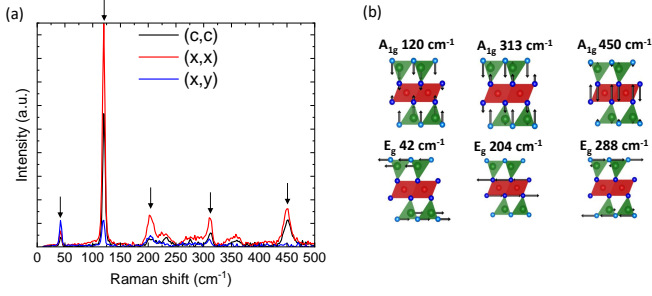 (a)
(c,c)
(x,x)
(x,y)
Intensity (a.u.)
0 50 100 150 200 250 300 350 400 450 500
Raman shift (cm⁻¹)
(b)
A₁g 120 cm⁻¹ A₁g 313 cm⁻¹ A₁g 450 cm⁻¹
Eg 42 cm⁻¹ Eg 204 cm⁻¹ Eg 288 cm⁻¹